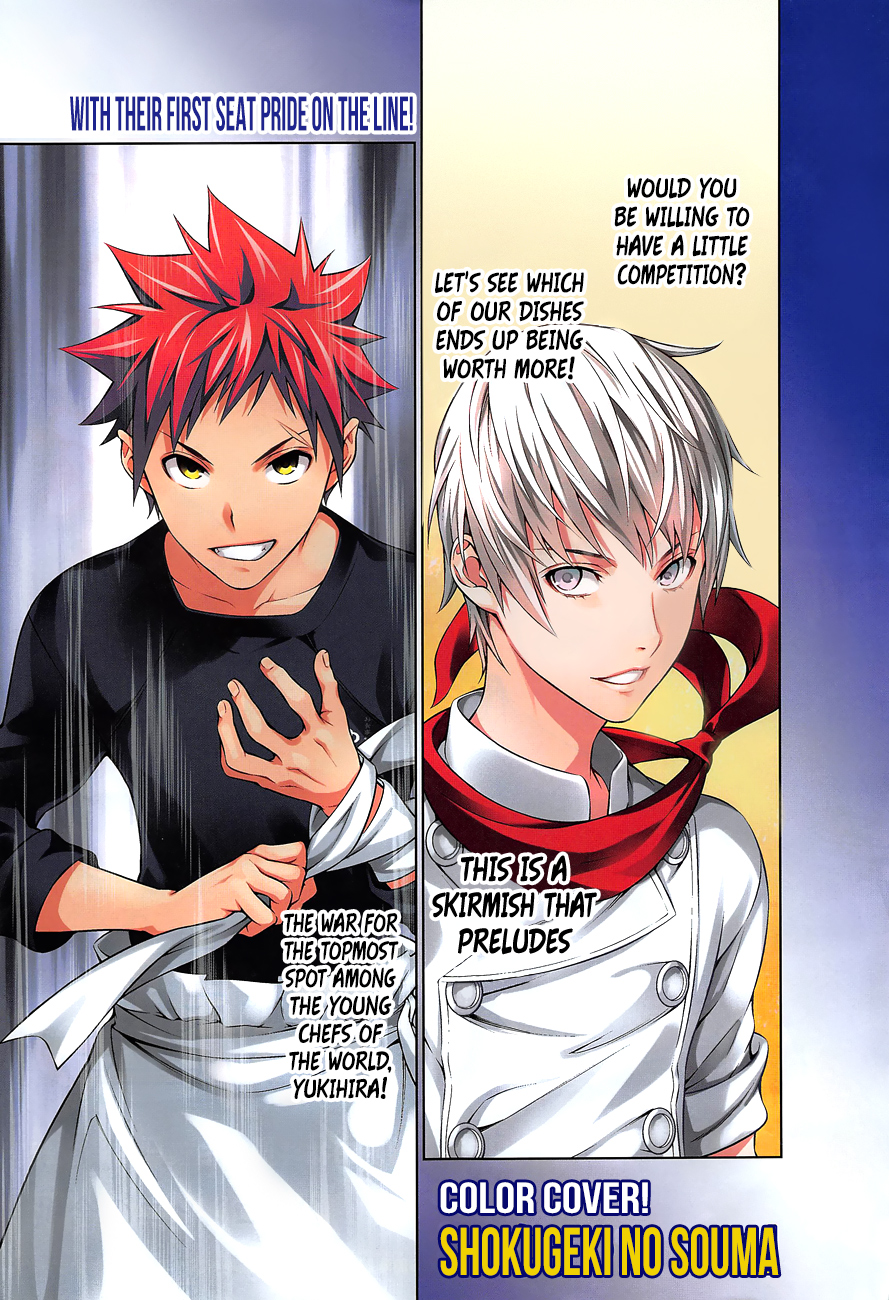 WITH THEIR FIRST SEAT PRIDE ON THE LINE!
WOULD YOU
BE WILLING TO
HAVE A LITTLE
COMPETITION?
LET'S SEE WHICH
OF OUR DISHES
ENDS UP BEING
WORTH MORE!
THIS IS A
SKIRMISH THAT
PRELUDES
THE WAR FOR
THE TOPMOST
SPOT AMONG
THE YOUNG
CHEFS OF
THE WORLD,
YUKIHIRA!
COLOR COVER!
SHOKUGEKI NO SOUMA